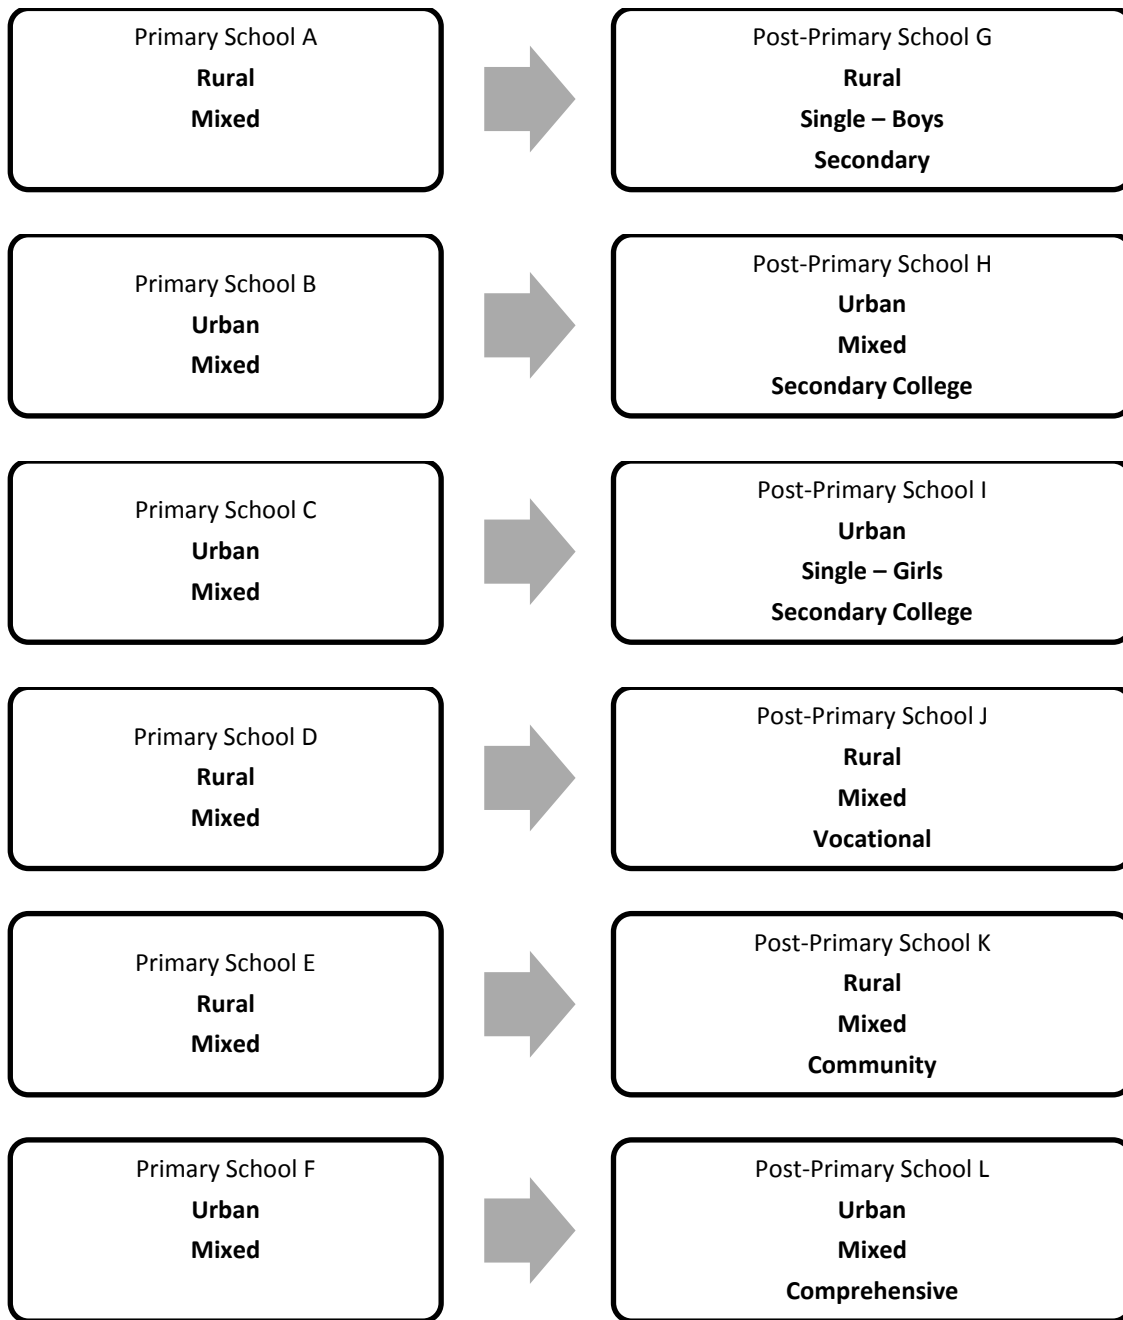 Primary School A
Rural
Mixed
Post-Primary School G
Rural
Single – Boys
Secondary
Primary School B
Urban
Mixed
Post-Primary School H
Urban
Mixed
Secondary College
Primary School C
Urban
Mixed
Post-Primary School I
Urban
Single – Girls
Secondary College
Primary School D
Rural
Mixed
Post-Primary School J
Rural
Mixed
Vocational
Primary School E
Rural
Mixed
Post-Primary School K
Rural
Mixed
Community
Primary School F
Urban
Mixed
Post-Primary School L
Urban
Mixed
Comprehensive